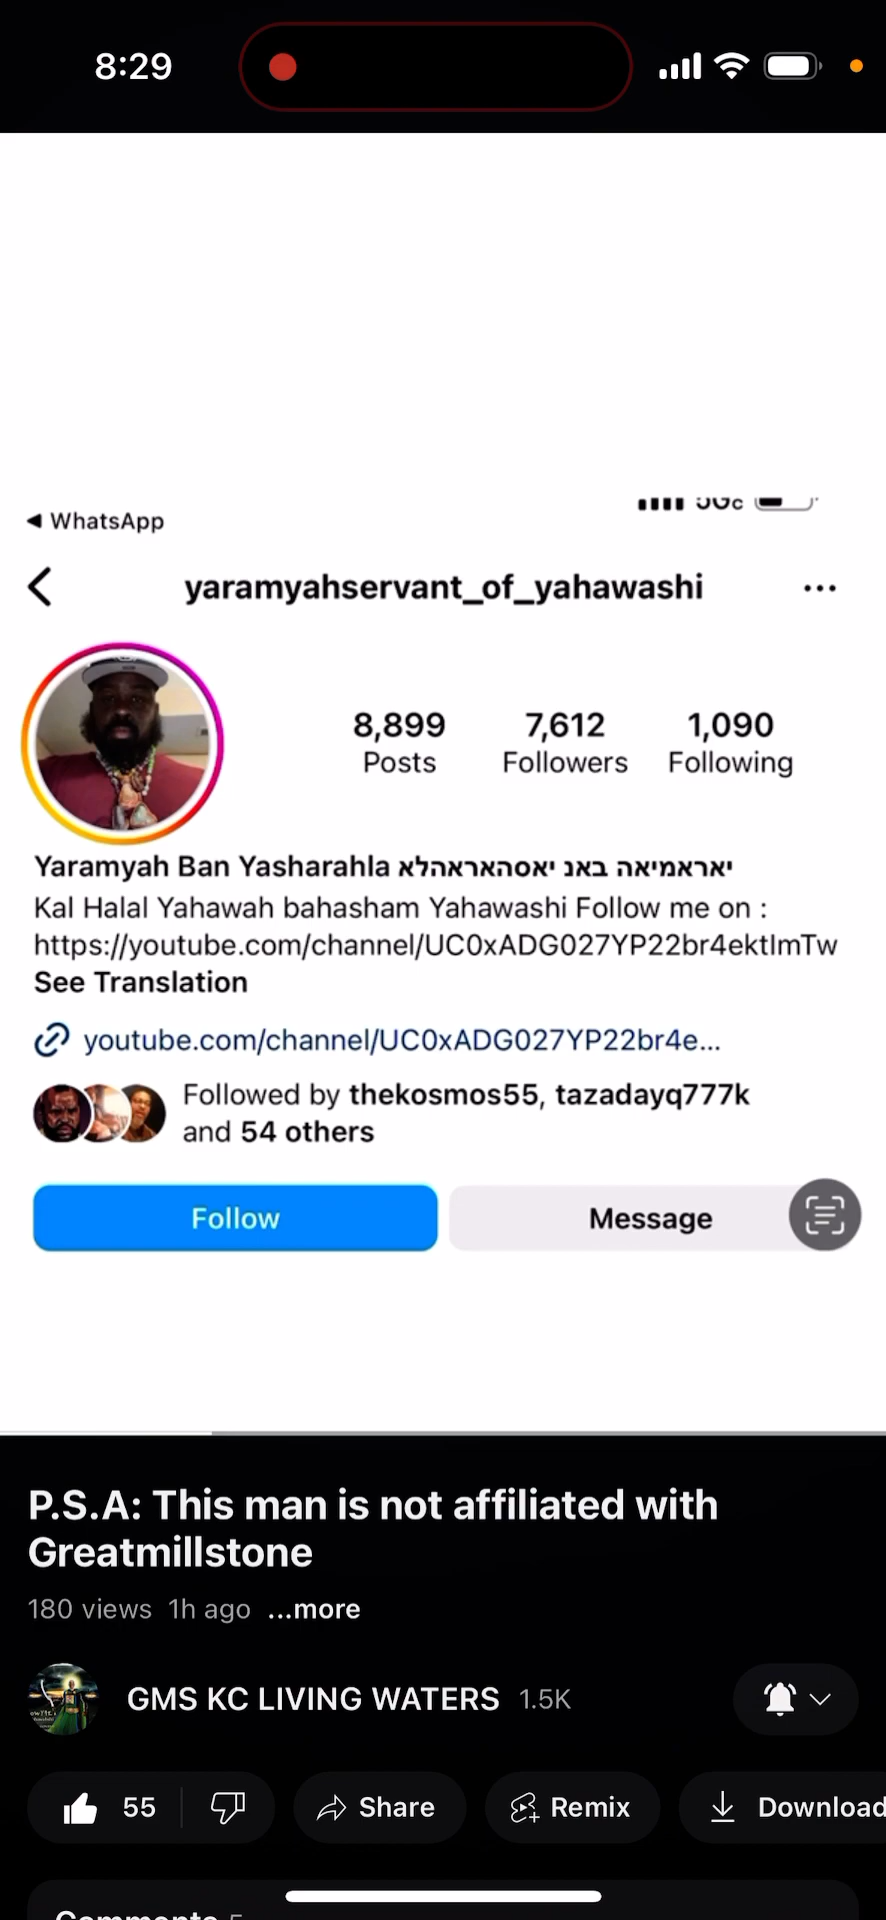 8:29
◀ WhatsApp
yaramyahservant_of_yahawashi
8,899 7,612 1,090
Posts Followers Following
Yaramyah Ban Yasharahla יאראמיאה באנ יאסהאראהלא
Kal Halal Yahawah bahasham Yahawashi Follow me on :
https://youtube.com/channel/UC0xADG027YP22br4ektImTw
See Translation
youtube.com/channel/UC0xADG027YP22br4e...
Followed by thekosmos55, tazadayq777k
and 54 others
Follow Message
P.S.A: This man is not affiliated with
Greatmillstone
180 views 1h ago ...more
GMS KC LIVING WATERS 1.5K
55 Share Remix Download
Comments 5